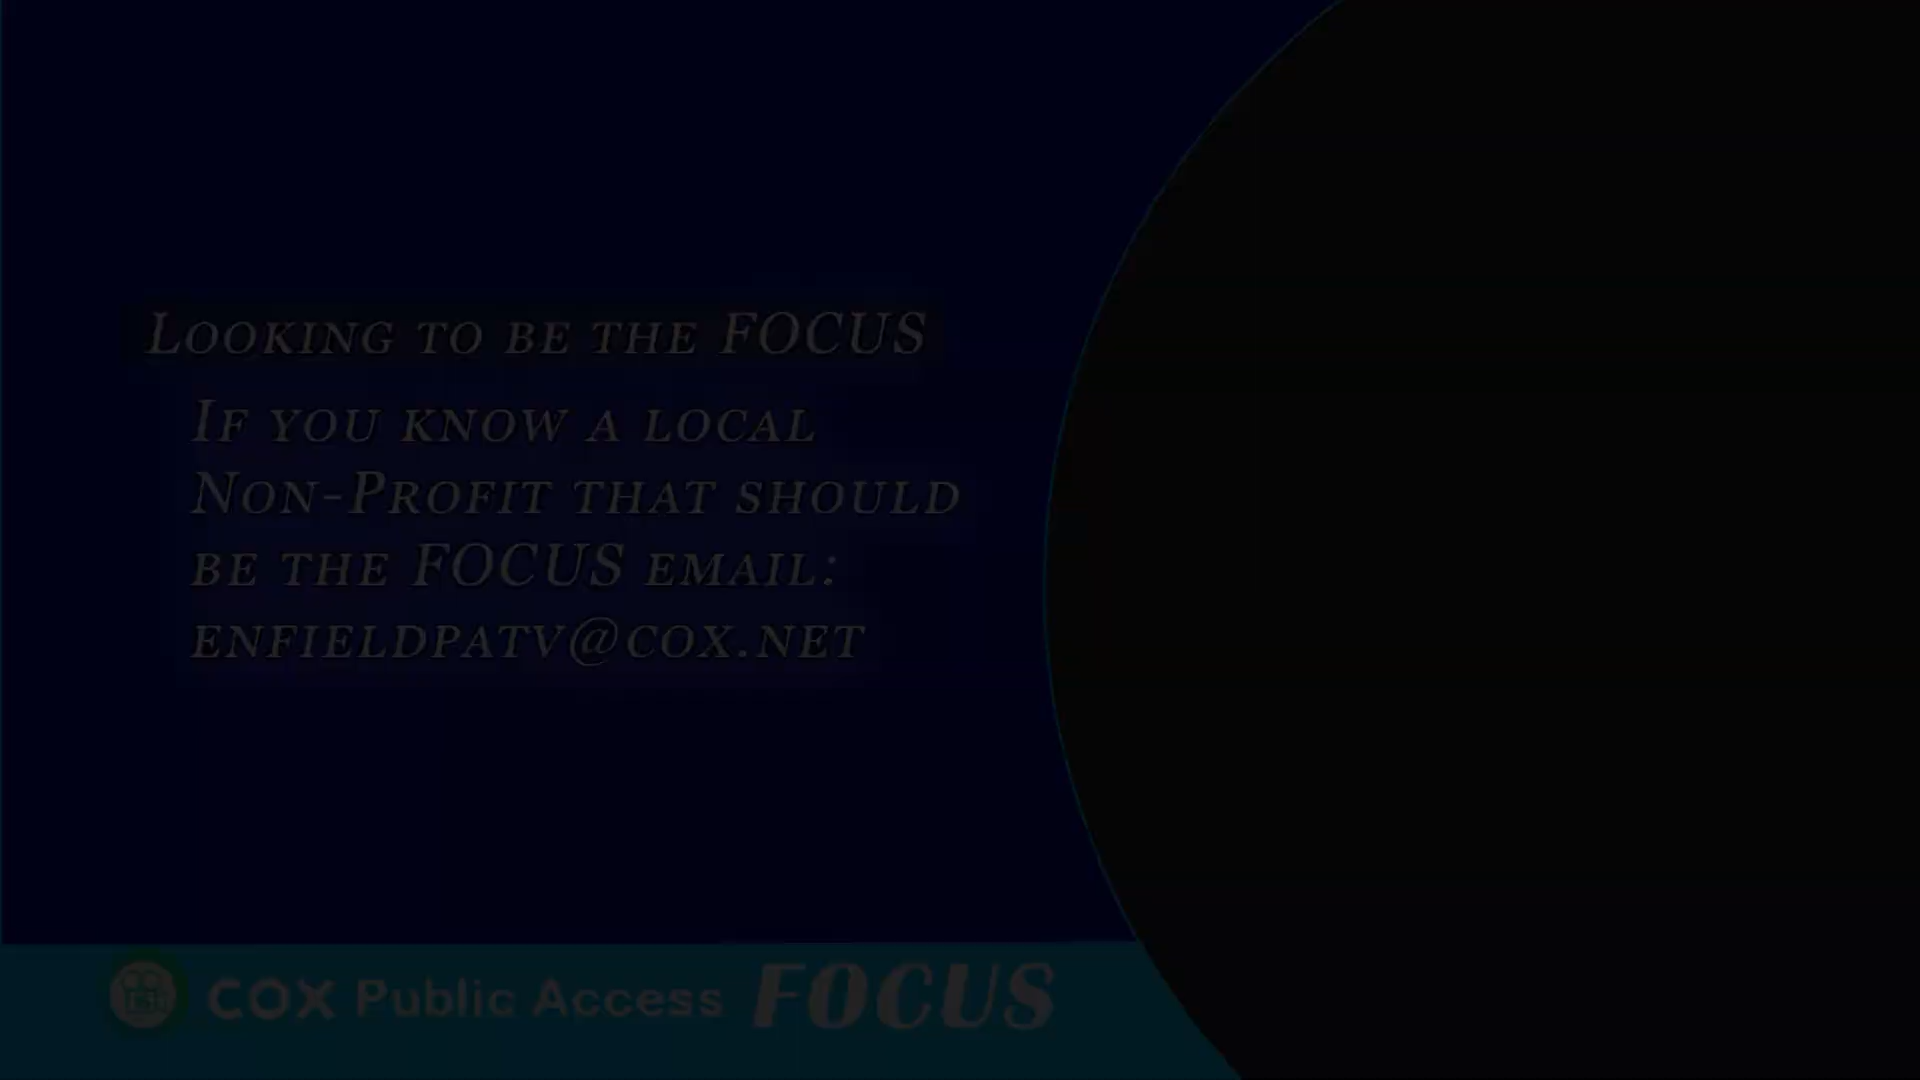 Looking to be the FOCUS
If you know a local
Non-Profit that should
be the FOCUS email:
enfieldpatv@cox.net
COX Public Access FOCUS